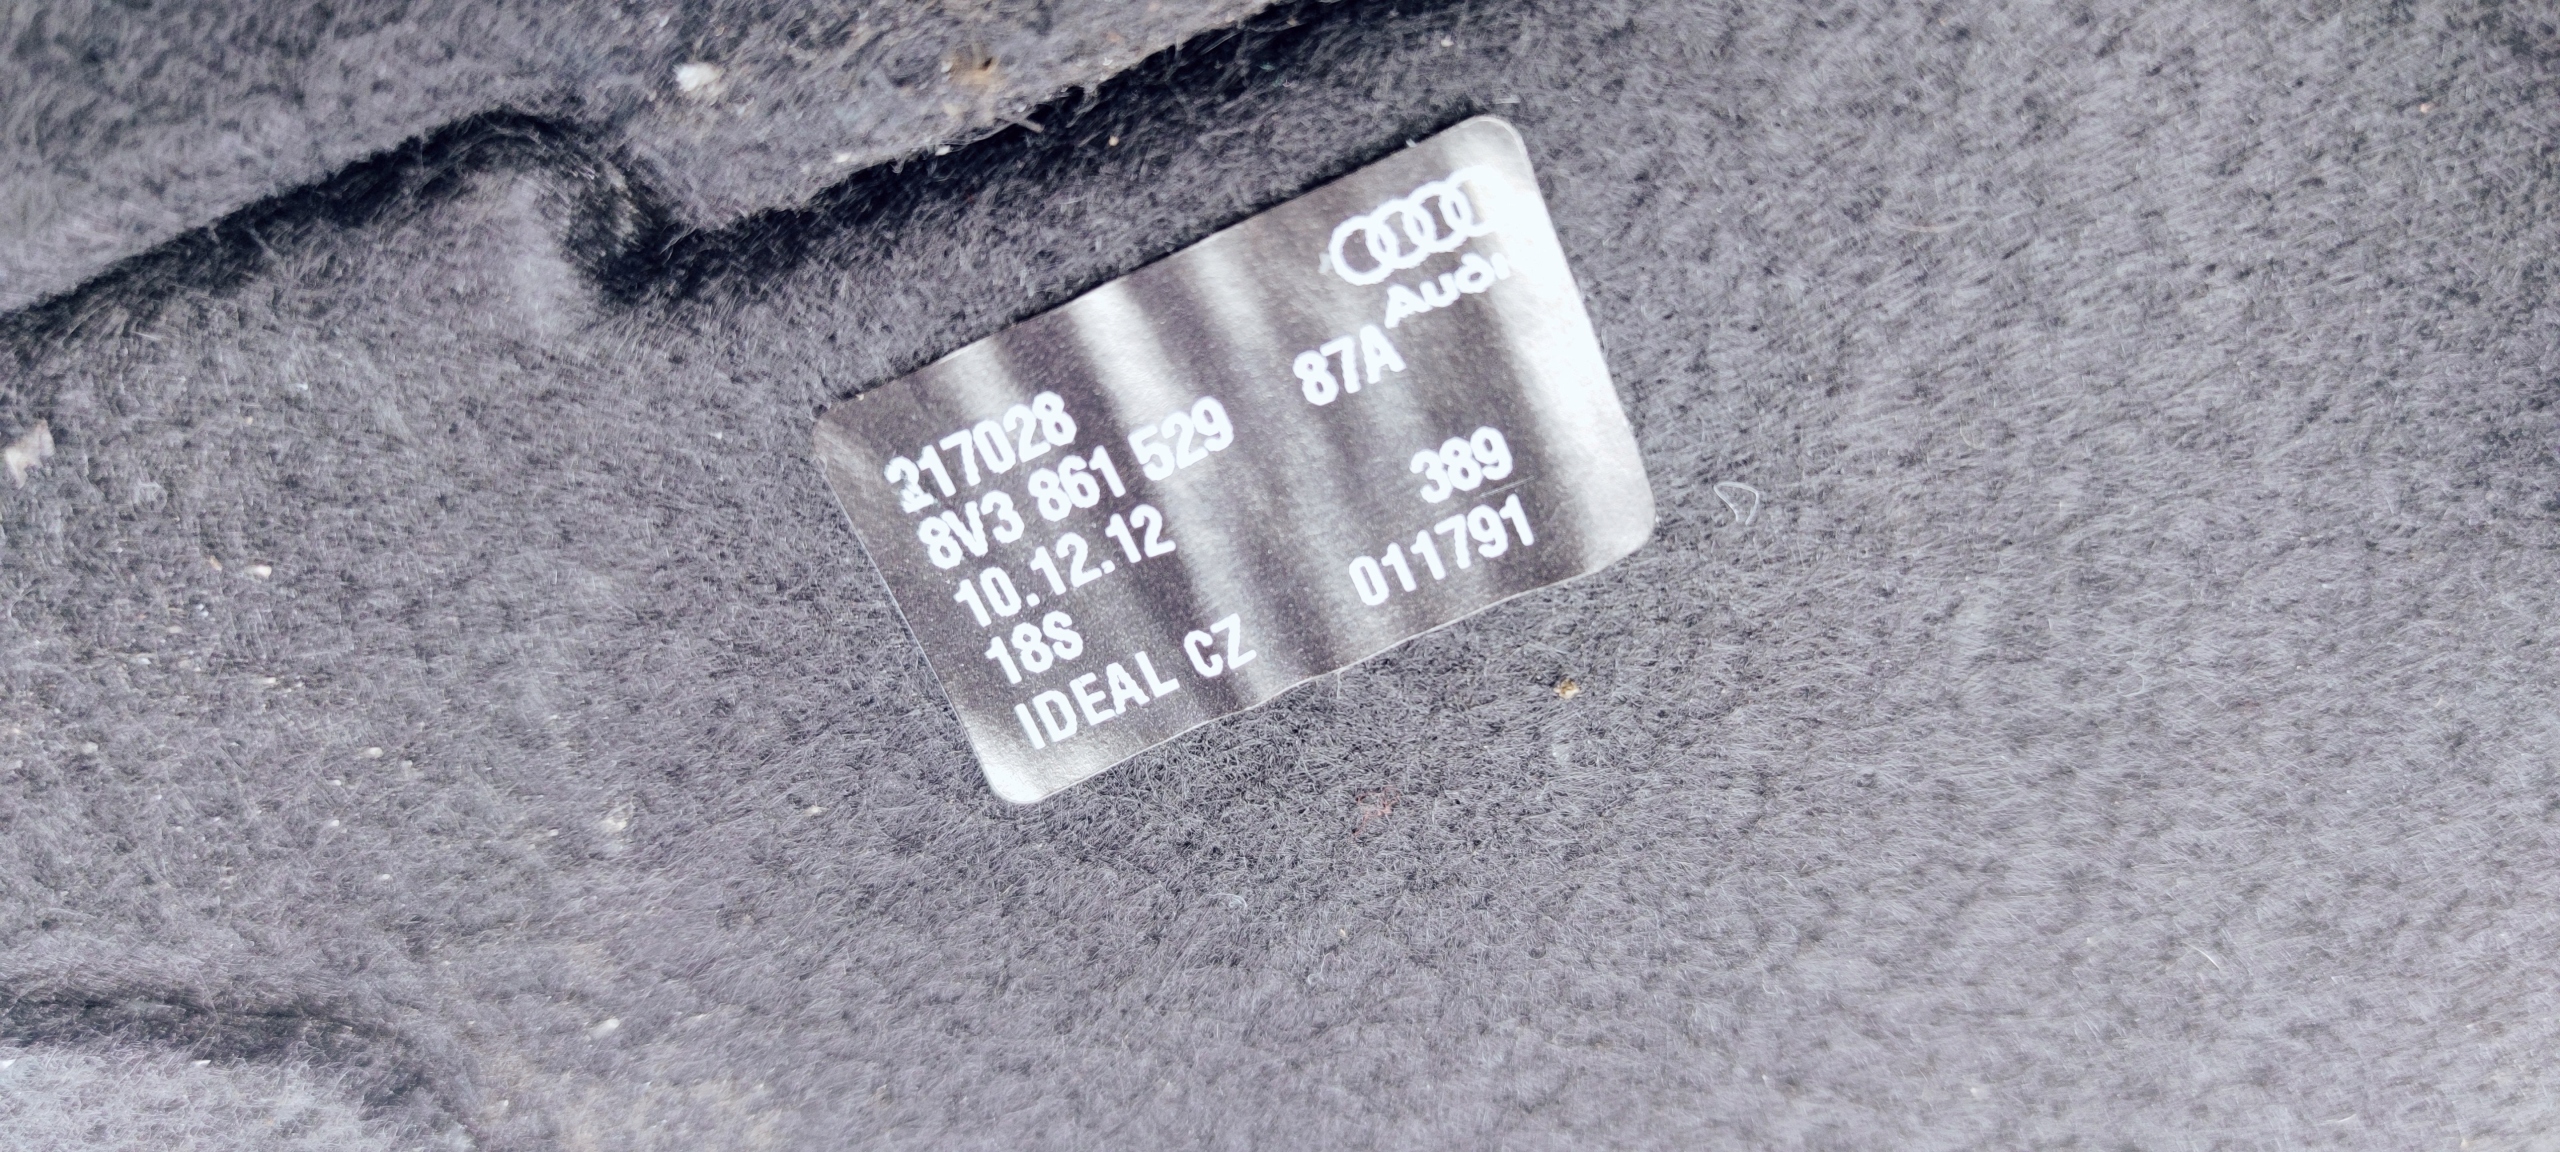 Audi
217028 87A
8V3 861 529
10.12.12 389
18S 011791
IDEAL CZ